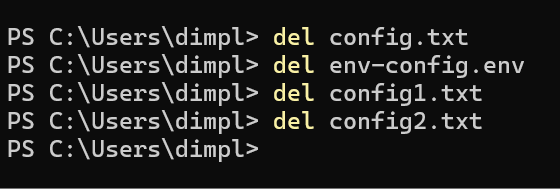 PS C:\Users\dimpl> del config.txt
PS C:\Users\dimpl> del env-config.env
PS C:\Users\dimpl> del config1.txt
PS C:\Users\dimpl> del config2.txt
PS C:\Users\dimpl>